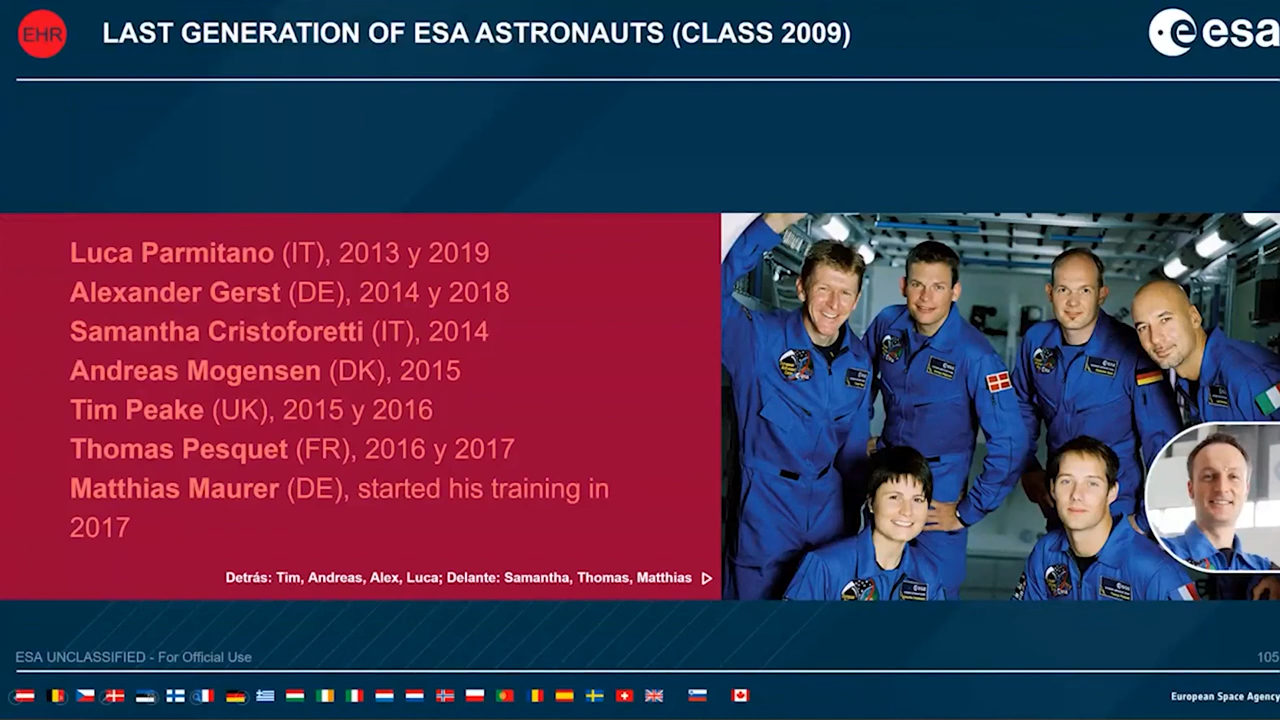 EHR
LAST GENERATION OF ESA ASTRONAUTS (CLASS 2009)
esa
Luca Parmitano (IT), 2013 y 2019
Alexander Gerst (DE), 2014 y 2018
Samantha Cristoforetti (IT), 2014
Andreas Mogensen (DK), 2015
Tim Peake (UK), 2015 y 2016
Thomas Pesquet (FR), 2016 y 2017
Matthias Maurer (DE), started his training in
2017
Detrás: Tim, Andreas, Alex, Luca; Delante: Samantha, Thomas, Matthias
ESA UNCLASSIFIED - For Official Use
105
European Space Agency